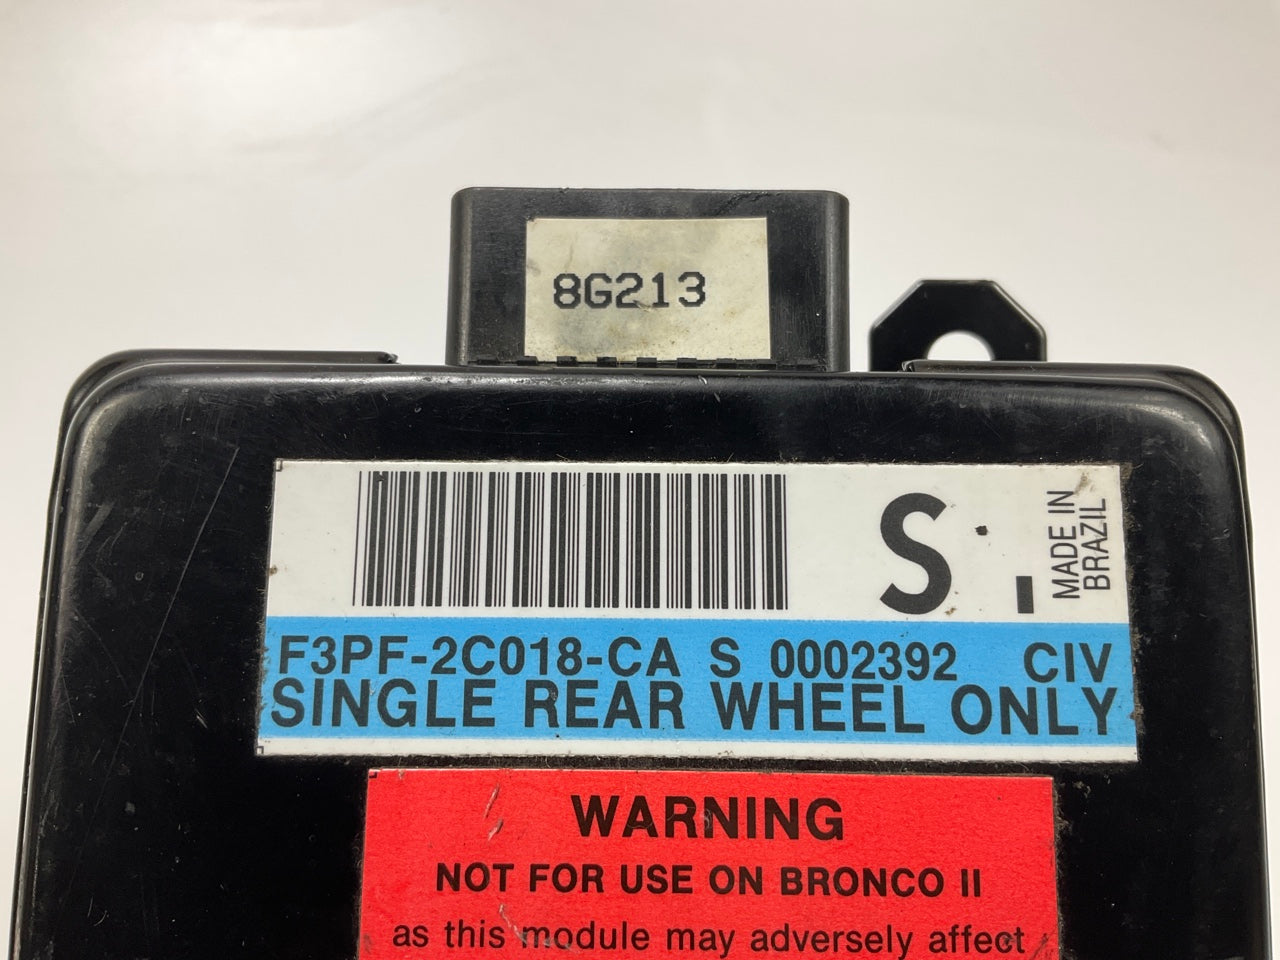 8G213
S
MADE IN
BRAZIL
F3PF-2C018-CA S 0002392 CIV
SINGLE REAR WHEEL ONLY
WARNING
NOT FOR USE ON BRONCO II
as this module may adversely affect